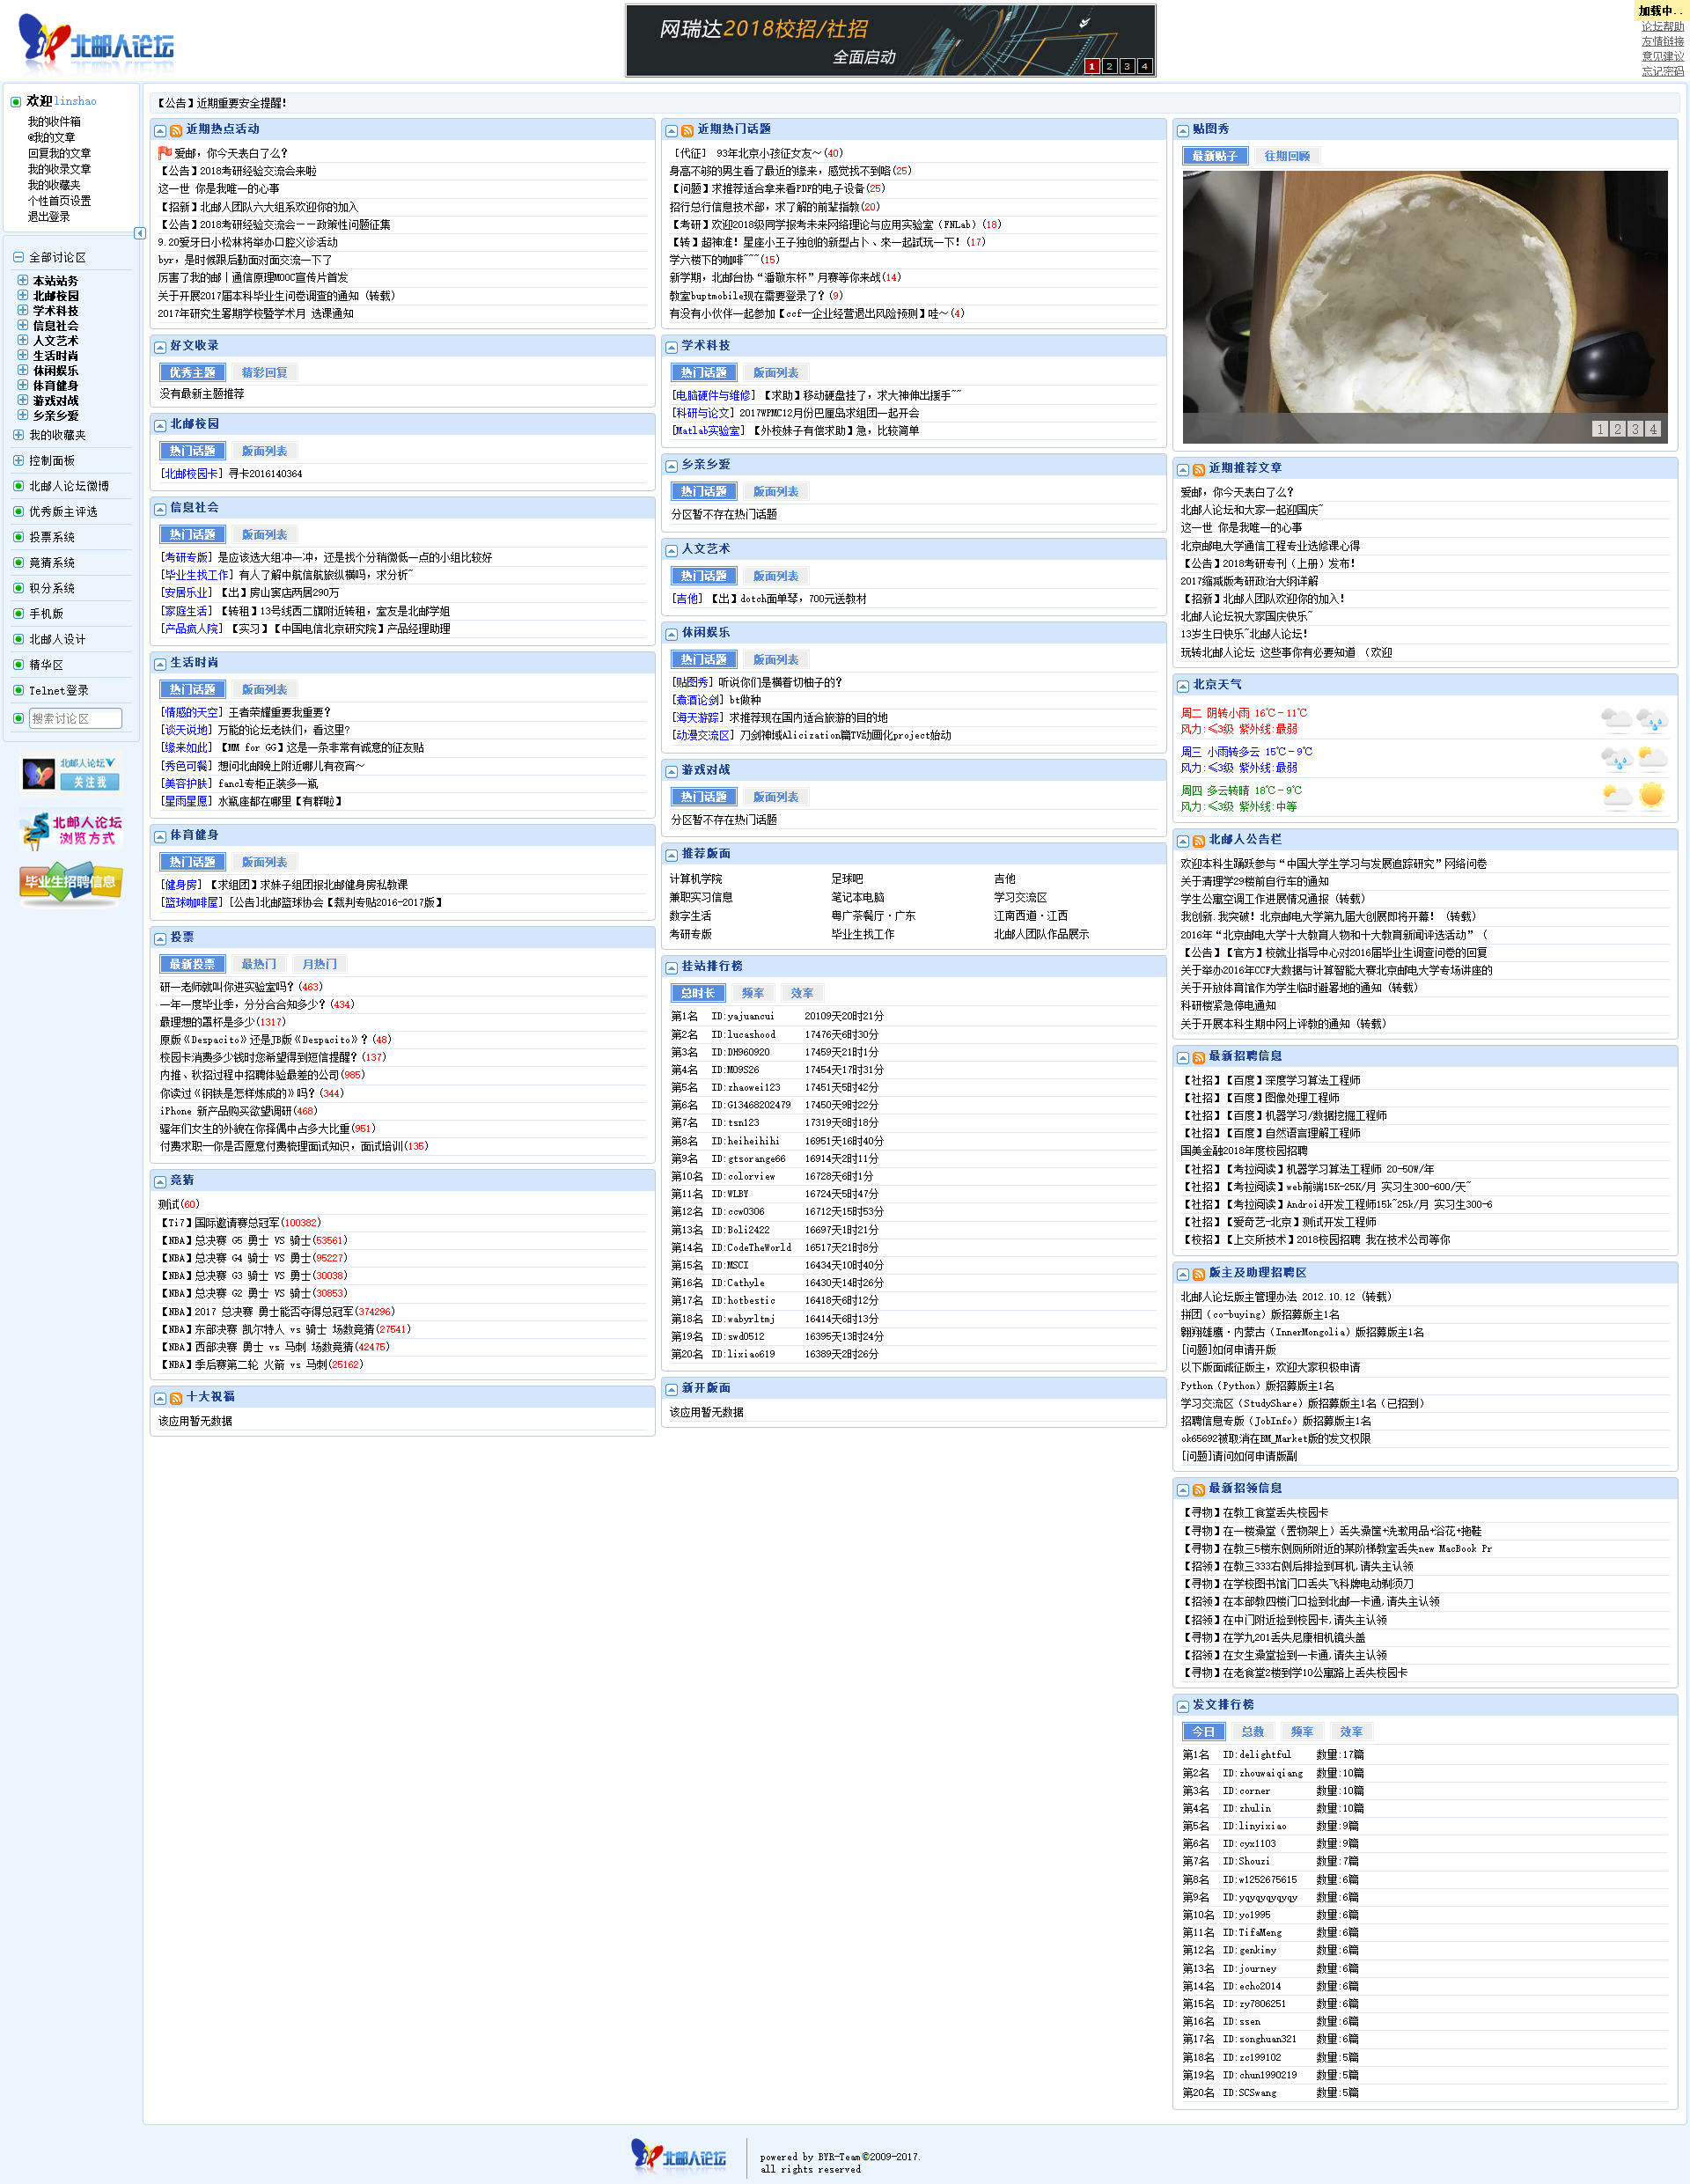 北邮人论坛
网瑞达2018校招/社招
全面启动
1 2 3 4
加载中..
论坛帮助
友情链接
意见建议
忘记密码
欢迎linshao
我的收件箱
@我的文章
回复我的文章
我的收录文章
我的收藏夹
个性首页设置
退出登录
全部讨论区
本站站务
北邮校园
学术科技
信息社会
人文艺术
生活时尚
休闲娱乐
体育健身
游戏对战
乡亲乡爱
我的收藏夹
控制面板
北邮人论坛微博
优秀版主评选
投票系统
竞猜系统
积分系统
手机版
北邮人设计
精华区
Telnet登录
搜索讨论区
北邮人论坛
关注我
北邮人论坛
浏览方式
毕业生招聘信息
【公告】近期重要安全提醒!
近期热点活动
爱邮，你今天表白了么？
【公告】2018考研经验交流会来啦
这一世 你是我唯一的心事
【招新】北邮人团队六大组系欢迎你的加入
【公告】2018考研经验交流会——政策性问题征集
9.20爱牙日小松林将举办口腔义诊活动
byr，是时候跟后勤面对面交流一下了
厉害了我的邮丨通信原理MOOC宣传片首发
关于开展2017届本科毕业生问卷调查的通知（转载）
2017年研究生暑期学校暨学术月 选课通知
好文收录
优秀主题 精彩回复
没有最新主题推荐
北邮校园
热门话题 版面列表
[北邮校园卡] 寻卡2016140364
信息社会
热门话题 版面列表
[考研专版] 是应该选大组冲一冲，还是找个分稍微低一点的小组比较好
[毕业生找工作] 有人了解中航信航旅纵横吗，求分析~
[安居乐业] 【出】房山窦店两居290万
[家庭生活] 【转租】13号线西二旗附近转租，室友是北邮学姐
[产品疯人院] 【实习】【中国电信北京研究院】产品经理助理
生活时尚
热门话题 版面列表
[情感的天空] 王者荣耀重要我重要？
[谈天说地] 万能的论坛老铁们，看这里?
[缘来如此] 【MM for GG】这是一条非常有诚意的征友贴
[秀色可餐] 想问北邮晚上附近哪儿有夜宵～
[美容护肤] fancl专柜正装多一瓶
[星雨星愿] 水瓶座都在哪里【有群啦】
体育健身
热门话题 版面列表
[健身房] 【求组团】求妹子组团报北邮健身房私教课
[篮球咖啡屋] [公告]北邮篮球协会【裁判专贴2016-2017版】
投票
最新投票 最热门 月热门
研一老师就叫你进实验室吗？(463)
一年一度毕业季，分分合合知多少？(434)
最理想的罩杯是多少(1317)
原版《Despacito》还是JB版《Despacito》？(48)
校园卡消费多少钱时您希望得到短信提醒？(137)
内推、秋招过程中招聘体验最差的公司(985)
你读过《钢铁是怎样炼成的》吗？(344)
iPhone 新产品购买欲望调研(468)
骚年们女生的外貌在你择偶中占多大比重(951)
付费求职一你是否愿意付费梳理面试知识，面试培训(135)
竞猜
测试(60)
【Ti7】国际邀请赛总冠军(100382)
【NBA】总决赛 G5 勇士 VS 骑士(53561)
【NBA】总决赛 G4 骑士 VS 勇士(95227)
【NBA】总决赛 G3 骑士 VS 勇士(30038)
【NBA】总决赛 G2 勇士 VS 骑士(30853)
【NBA】2017 总决赛 勇士能否夺得总冠军(374296)
【NBA】东部决赛 凯尔特人 vs 骑士 场数竞猜(27541)
【NBA】西部决赛 勇士 vs 马刺 场数竞猜(42475)
【NBA】季后赛第二轮 火箭 vs 马刺(25162)
十大祝福
该应用暂无数据
近期热门话题
〔代征〕 93年北京小孩征女友～(40)
身高不够的男生看了最近的缘来，感觉找不到咯(25)
【问题】求推荐适合拿来看PDF的电子设备(25)
招行总行信息技术部，求了解的前辈指教(20)
【考研】欢迎2018级同学报考未来网络理论与应用实验室（FNLab）(18)
【转】超神准！星座小王子独创的新型占卜、來一起試玩一下！(17)
学六楼下的咖啡~~~(15)
新学期，北邮台协“潘敬东杯”月赛等你来战(14)
教室buptmobile现在需要登录了？(9)
有没有小伙伴一起参加【ccf—企业经营退出风险预测】哇～(4)
学术科技
热门话题 版面列表
[电脑硬件与维修] 【求助】移动硬盘挂了，求大神伸出援手~~
[科研与论文] 2017WPMC12月份巴厘岛求组团一起开会
[Matlab实验室] 【外校妹子有偿求助】急，比较简单
乡亲乡爱
热门话题 版面列表
分区暂不存在热门话题
人文艺术
热门话题 版面列表
[吉他] 【出】dotch面单琴，700元送教材
休闲娱乐
热门话题 版面列表
[贴图秀] 听说你们是横着切柚子的？
[煮酒论剑] bt做种
[海天游踪] 求推荐现在国内适合旅游的目的地
[动漫交流区] 刀剑神域Alicization篇TV动画化project始动
游戏对战
热门话题 版面列表
分区暂不存在热门话题
推荐版面
计算机学院 足球吧 吉他
兼职实习信息 笔记本电脑 学习交流区
数字生活 粤广茶餐厅·广东 江南西道·江西
考研专版 毕业生找工作 北邮人团队作品展示
挂站排行榜
总时长 频率 效率
第1名 ID:yajuancui 20109天20时21分
第2名 ID:lucashood 17476天6时30分
第3名 ID:DH960920 17459天21时1分
第4名 ID:M09S26 17454天17时31分
第5名 ID:zhaowei123 17451天5时42分
第6名 ID:G13468202479 17450天9时22分
第7名 ID:tsn123 17319天8时18分
第8名 ID:heiheihihi 16951天16时40分
第9名 ID:gtsorange66 16914天2时11分
第10名 ID:colorview 16728天6时1分
第11名 ID:WLBY 16724天5时47分
第12名 ID:ccw0306 16712天15时53分
第13名 ID:Boli2422 16697天1时21分
第14名 ID:CodeTheWorld 16517天21时8分
第15名 ID:MSCI 16434天10时40分
第16名 ID:Cathyle 16430天14时26分
第17名 ID:hotbestic 16418天6时12分
第18名 ID:wabyrltmj 16414天6时13分
第19名 ID:swd0512 16395天13时24分
第20名 ID:lixiao619 16389天2时26分
新开版面
该应用暂无数据
贴图秀
最新贴子 往期回顾
1 2 3 4
近期推荐文章
爱邮，你今天表白了么？
北邮人论坛和大家一起迎国庆~
这一世 你是我唯一的心事
北京邮电大学通信工程专业选修课心得
【公告】2018考研专刊（上册）发布！
2017缩减版考研政治大纲详解
【招新】北邮人团队欢迎你的加入！
北邮人论坛祝大家国庆快乐~
13岁生日快乐~北邮人论坛！
玩转北邮人论坛 这些事你有必要知道 （欢迎
北京天气
周二 阴转小雨 16℃～11℃
风力:≤3级 紫外线:最弱
周三 小雨转多云 15℃～9℃
风力:≤3级 紫外线:最弱
周四 多云转晴 18℃～9℃
风力:≤3级 紫外线:中等
北邮人公告栏
欢迎本科生踊跃参与“中国大学生学习与发展追踪研究”网络问卷
关于清理学29楼前自行车的通知
学生公寓空调工作进展情况通报（转载）
我创新.我突破！北京邮电大学第九届大创展即将开幕！（转载）
2016年“北京邮电大学十大教育人物和十大教育新闻评选活动”（
【公告】【官方】校就业指导中心对2016届毕业生调查问卷的回复
关于举办2016年CCF大数据与计算智能大赛北京邮电大学专场讲座的
关于开放体育馆作为学生临时避暑地的通知（转载）
科研楼紧急停电通知
关于开展本科生期中网上评教的通知（转载）
最新招聘信息
【社招】【百度】深度学习算法工程师
【社招】【百度】图像处理工程师
【社招】【百度】机器学习/数据挖掘工程师
【社招】【百度】自然语言理解工程师
国美金融2018年度校园招聘
【社招】【考拉阅读】机器学习算法工程师 20-50W/年
【社招】【考拉阅读】web前端15K-25K/月 实习生300-600/天~
【社招】【考拉阅读】Android开发工程师15k~25k/月 实习生300-6
【社招】【爱奇艺-北京】测试开发工程师
【校招】【上交所技术】2018校园招聘 我在技术公司等你
版主及助理招聘区
北邮人论坛版主管理办法 2012.10.12（转载）
拼团（co-buying）版招募版主1名
翱翔雄鹰·内蒙古（InnerMongolia）版招募版主1名
[问题]如何申请开版
以下版面诚征版主，欢迎大家积极申请
Python（Python）版招募版主1名
学习交流区（StudyShare）版招募版主1名（已招到）
招聘信息专版（JobInfo）版招募版主1名
ok65692被取消在BM_Market版的发文权限
[问题]请问如何申请版副
最新招领信息
【寻物】在教工食堂丢失校园卡
【寻物】在一楼澡堂（置物架上）丢失澡筐+洗漱用品+浴花+拖鞋
【寻物】在教三5楼东侧厕所附近的某阶梯教室丢失new MacBook Pr
【招领】在教三333右侧后排捡到耳机,请失主认领
【寻物】在学校图书馆门口丢失飞科牌电动剃须刀
【招领】在本部教四楼门口捡到北邮一卡通,请失主认领
【招领】在中门附近捡到校园卡,请失主认领
【寻物】在学九201丢失尼康相机镜头盖
【招领】在女生澡堂捡到一卡通,请失主认领
【寻物】在老食堂2楼到学10公寓路上丢失校园卡
发文排行榜
今日 总数 频率 效率
第1名 ID:delightful 数量:17篇
第2名 ID:zhouwaiqiang 数量:10篇
第3名 ID:corner 数量:10篇
第4名 ID:zhulin 数量:10篇
第5名 ID:linyixiao 数量:9篇
第6名 ID:cyx1103 数量:9篇
第7名 ID:Shouzi 数量:7篇
第8名 ID:w1252675615 数量:6篇
第9名 ID:yqyqyqyqyqy 数量:6篇
第10名 ID:yo1995 数量:6篇
第11名 ID:TifaMeng 数量:6篇
第12名 ID:genkimy 数量:6篇
第13名 ID:journey 数量:6篇
第14名 ID:echo2014 数量:6篇
第15名 ID:zy7806251 数量:6篇
第16名 ID:ssen 数量:6篇
第17名 ID:songhuan321 数量:6篇
第18名 ID:zc199102 数量:5篇
第19名 ID:chun1990219 数量:5篇
第20名 ID:SCSwang 数量:5篇
北邮人论坛
powered by BYR-Team©2009-2017.
all rights reserved